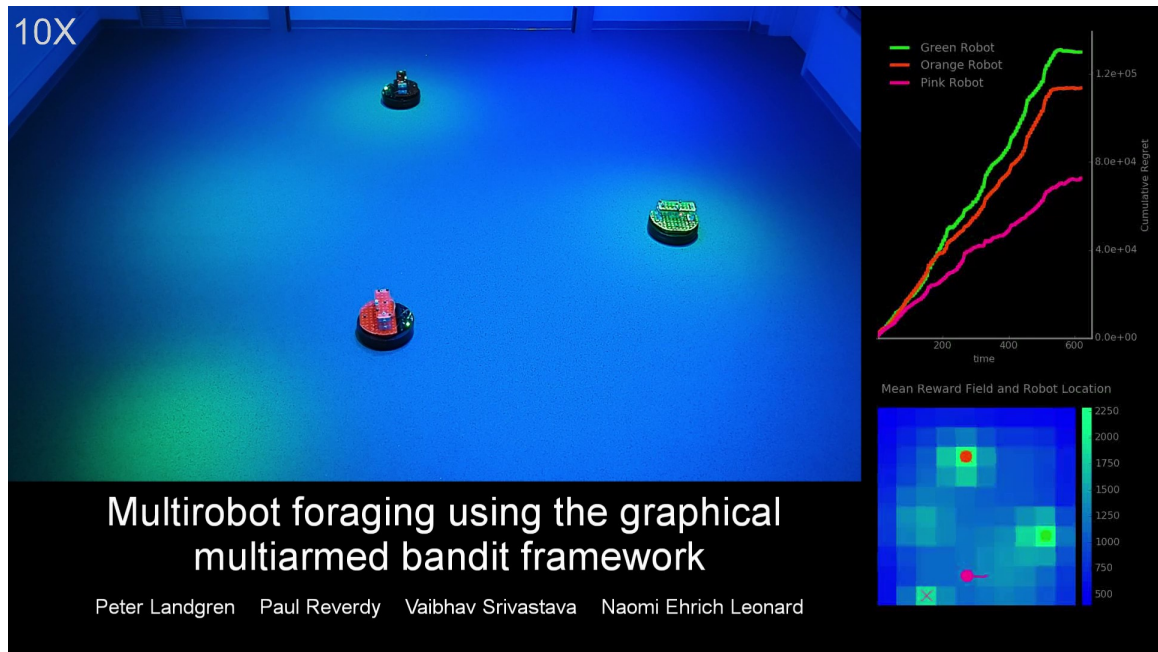 10X
Multirobot foraging using the graphical
multiarmed bandit framework
Peter Landgren Paul Reverdy Vaibhav Srivastava Naomi Ehrich Leonard
Green Robot
Orange Robot
Pink Robot
1.2e+05
8.0e+04
4.0e+04
0.0e+00
Cumulative Regret
200 400 600
time
Mean Reward Field and Robot Location
2250
2000
1750
1500
1250
1000
750
500